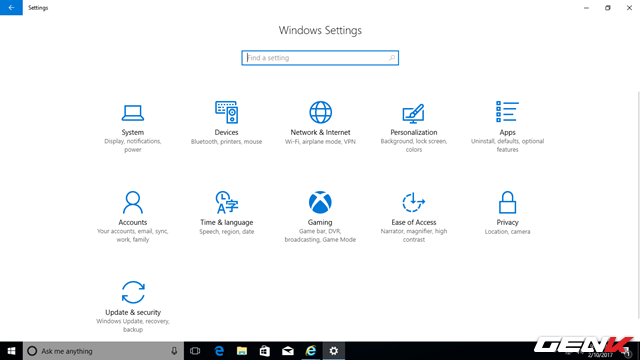 Settings
Windows Settings
Find a setting
System
Display, notifications,
power
Devices
Bluetooth, printers, mouse
Network & Internet
Wi-Fi, airplane mode, VPN
Personalization
Background, lock screen,
colors
Apps
Uninstall, defaults, optional
features
Accounts
Your accounts, email, sync,
work, family
Time & language
Speech, region, date
Gaming
Game bar, DVR,
broadcasting, Game Mode
Ease of Access
Narrator, magnifier, high
contrast
Privacy
Location, camera
Update & security
Windows Update, recovery,
backup
Ask me anything
GENK
2/10/2017